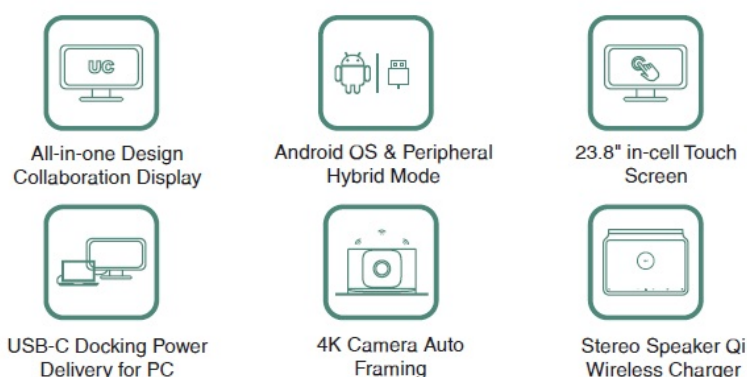 UC
All-in-one Design
Collaboration Display
Android OS & Peripheral
Hybrid Mode
23.8" in-cell Touch
Screen
USB-C Docking Power
Delivery for PC
4K Camera Auto
Framing
Stereo Speaker Qi
Wireless Charger